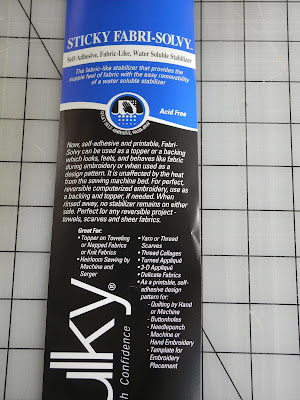 STICKY FABRI-SOLVY™
Self-Adhesive, Fabric-Like, Water Soluble Stabilizer
The fabric-like stabilizer that provides the
supple feel of fabric with the easy removability
of a water soluble stabilizer
Acid Free
Now, self-adhesive and printable, Fabri-
Solvy can be used as a topper or a backing
which looks, feels, and behaves like fabric
during embroidery or when used as a
design pattern. It is unaffected by the heat
from the sewing machine bed. For perfect,
reversible computerized embroidery, use as
a backing and topper, if needed. When
rinsed away, no stabilizer remains on either
side. Perfect for any reversible project -
towels, scarves and sheer fabrics.
Great For:
• Topper on Toweling
or Napped Fabrics
or Knit Fabrics
• Heirloom Sewing by
Machine and
Serger
• Yarn or Thread
Scarves
• Thread Collages
• Turned Appliqué
• 3-D Appliqué
• Delicate Fabrics
• As a printable, self-
adhesive design
pattern for:
- Quilting by Hand
or Machine
- Buttonholes
- Needlepunch
- Machine or
Hand Embroidery
- Template for
Embroidery
Placement
ulky®
h Confidence